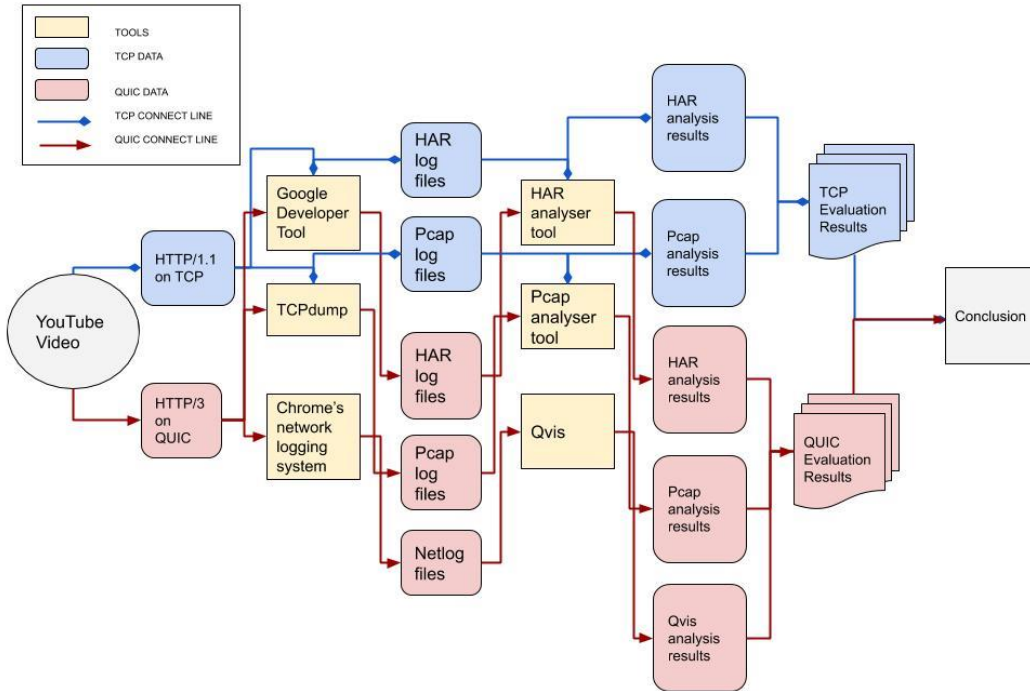 TOOLS
TCP DATA
QUIC DATA
TCP CONNECT LINE
QUIC CONNECT LINE
YouTube
Video
HTTP/1.1
on TCP
HTTP/3
on
QUIC
Google
Developer
Tool
TCPdump
Chrome's
network
logging
system
HAR
log
files
Pcap
log
files
HAR
log
files
Pcap
log
files
Netlog
files
HAR
analyser
tool
Pcap
analyser
tool
Qvis
HAR
analysis
results
Pcap
analysis
results
HAR
analysis
results
Pcap
analysis
results
Qvis
analysis
results
TCP
Evaluation
Results
QUIC
Evaluation
Results
Conclusion